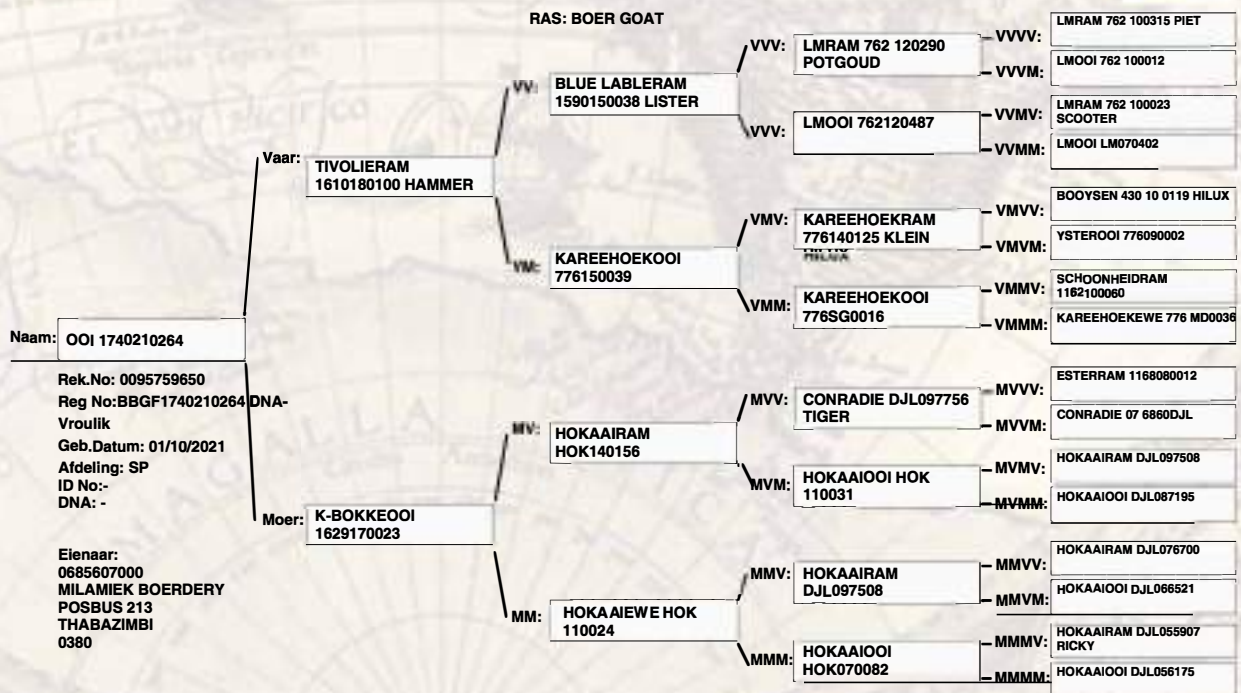 RAS: BOER GOAT
Naam: OOI 1740210264
Rek.No: 0095759650
Reg No:BBGF1740210264 DNA-
Vroulik
Geb.Datum: 01/10/2021
Afdeling: SP
ID No:-
DNA: -
Eienaar:
0685607000
MILAMIEK BOERDERY
POSBUS 213
THABAZIMBI
0380
Vaar: TIVOLIERAM
1610180100 HAMMER
Moer: K-BOKKEOOI
1629170023
VV: BLUE LABLERAM
1590150038 LISTER
VM: KAREEHOEKOOI
776150039
MV: HOKAAIRAM
HOK140156
MM: HOKAAIEWE HOK
110024
VVV: LMRAM 762 120290
POTGOUD
VVV: LMOOI 762120487
VMV: KAREEHOEKRAM
776140125 KLEIN
VMM: KAREEHOEKOOI
776SG0016
MVV: CONRADIE DJL097756
TIGER
MVM: HOKAAIOOI HOK
110031
MMV: HOKAAIRAM
DJL097508
MMM: HOKAAIOOI
HOK070082
VVVV: LMRAM 762 100315 PIET
VVVM: LMOOI 762 100012
VVMV: LMRAM 762 100023
SCOOTER
VVMM: LMOOI LM070402
VMVV: BOOYSEN 430 10 0119 HILUX
VMVM: YSTEROOI 776090002
VMMV: SCHOONHEIDRAM
1162100060
VMMM: KAREEHOEKEWE 776 MD0036
MVVV: ESTERRAM 1168080012
MVVM: CONRADIE 07 6860DJL
MVMV: HOKAAIRAM DJL097508
MVMM: HOKAAIOOI DJL087195
MMVV: HOKAAIRAM DJL076700
MMVM: HOKAAIOOI DJL066521
MMMV: HOKAAIRAM DJL055907
RICKY
MMMM: HOKAAIOOI DJL056175